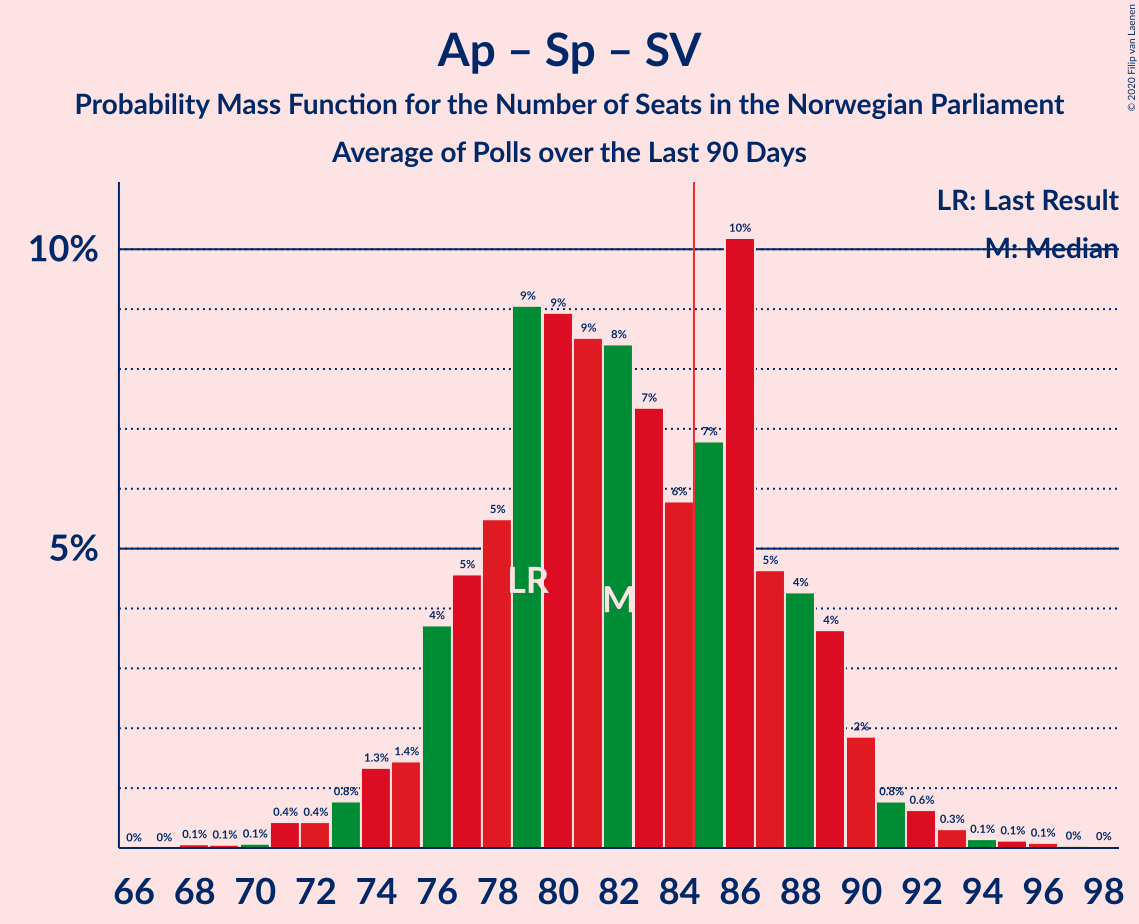 Ap – Sp – SV
Probability Mass Function for the Number of Seats in the Norwegian Parliament
Average of Polls over the Last 90 Days
© 2020 Filip van Laenen
LR: Last Result
M: Median
10%
5%
0% 0% 0.1% 0.1% 0.1% 0.4% 0.4% 0.8% 1.3% 1.4% 4% 5% 5% 9% 9% 9% 8% 7% 6% 7% 10% 5% 4% 4% 2% 0.8% 0.6% 0.3% 0.1% 0.1% 0.1% 0% 0%
LR
M
66 68 70 72 74 76 78 80 82 84 86 88 90 92 94 96 98